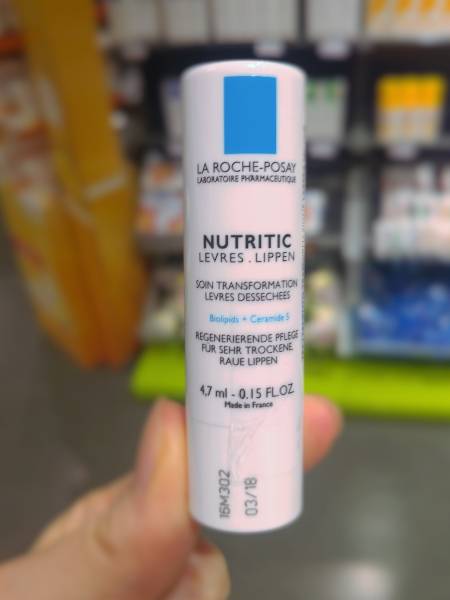 LA ROCHE-POSAY
LABORATOIRE PHARMACEUTIQUE
NUTRITIC
LEVRES . LIPPEN
SOIN TRANSFORMATION
LEVRES DESSECHEES
Biolipids + Ceramide 5
REGENERIERENDE PFLEGE
FÜR SEHR TROCKENE,
RAUE LIPPEN
4,7 ml - 0.15 FL.OZ.
Made in France
16M302
03/18